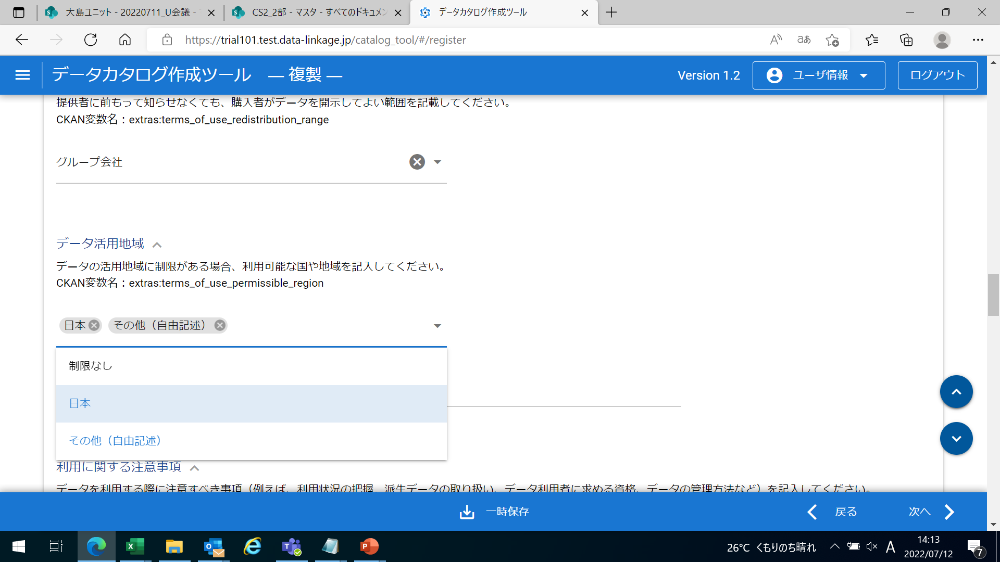 大島ユニット - 20220711_U会議 -
CS2_2部 - マスタ - すべてのドキュメン
データカタログ作成ツール
https://trial101.test.data-linkage.jp/catalog_tool/#/register
データカタログ作成ツール ― 複製 ―
Version 1.2
ユーザ情報
ログアウト
提供者に前もって知らせなくても、購入者がデータを開示してよい範囲を記載してください。
CKAN変数名：extras:terms_of_use_redistribution_range
グループ会社
データ活用地域
データの活用地域に制限がある場合、利用可能な国や地域を記入してください。
CKAN変数名：extras:terms_of_use_permissible_region
日本
その他（自由記述）
制限なし
日本
その他（自由記述）
利用に関する注意事項
データを利用する際に注意すべき事項（例えば、利用状況の把握、派生データの取り扱い、データ利用者に求める資格、データの管理方法など）を記入してください。
一時保存
戻る
次へ
26°C くもりのち晴れ
A
14:13
2022/07/12
7